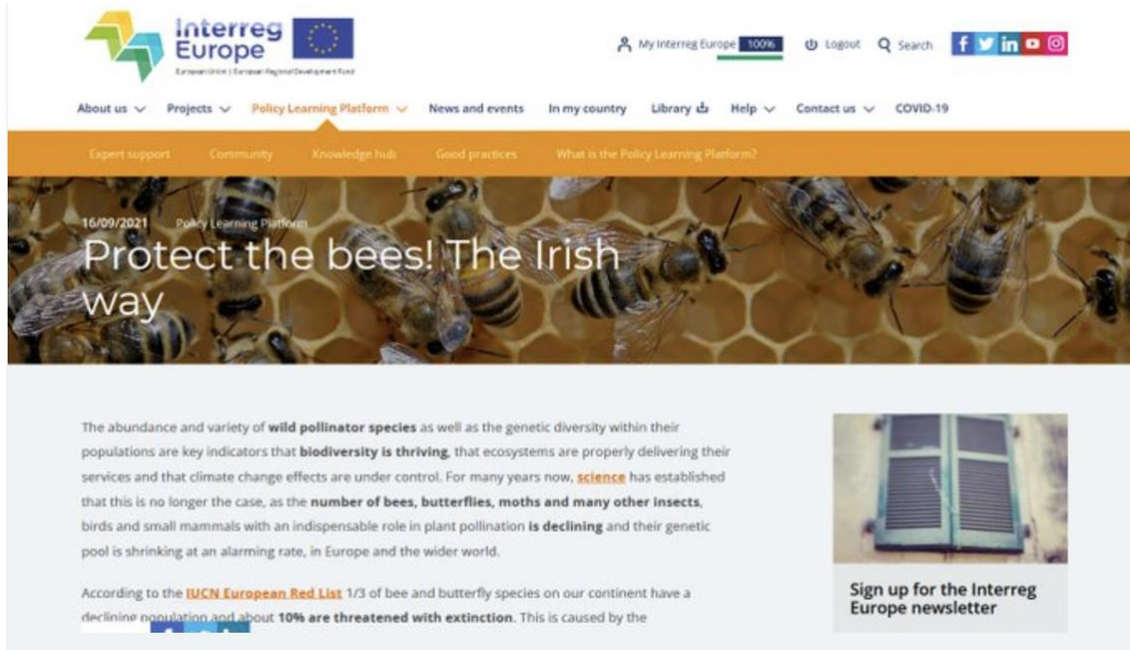 Interreg
Europe
European Union | European Regional Development Fund
My Interreg Europe 100%
Logout
Search
About us
Projects
Policy Learning Platform
News and events
In my country
Library
Help
Contact us
COVID-19
Expert support
Community
Knowledge hub
Good practices
What is the Policy Learning Platform?
16/09/2021 Policy Learning Platform
Protect the bees! The Irish
way
The abundance and variety of wild pollinator species as well as the genetic diversity within their
populations are key indicators that biodiversity is thriving, that ecosystems are properly delivering their
services and that climate change effects are under control. For many years now, science has established
that this is no longer the case, as the number of bees, butterflies, moths and many other insects,
birds and small mammals with an indispensable role in plant pollination is declining and their genetic
pool is shrinking at an alarming rate, in Europe and the wider world.
According to the IUCN European Red List 1/3 of bee and butterfly species on our continent have a
declining population and about 10% are threatened with extinction. This is caused by the
Sign up for the Interreg
Europe newsletter